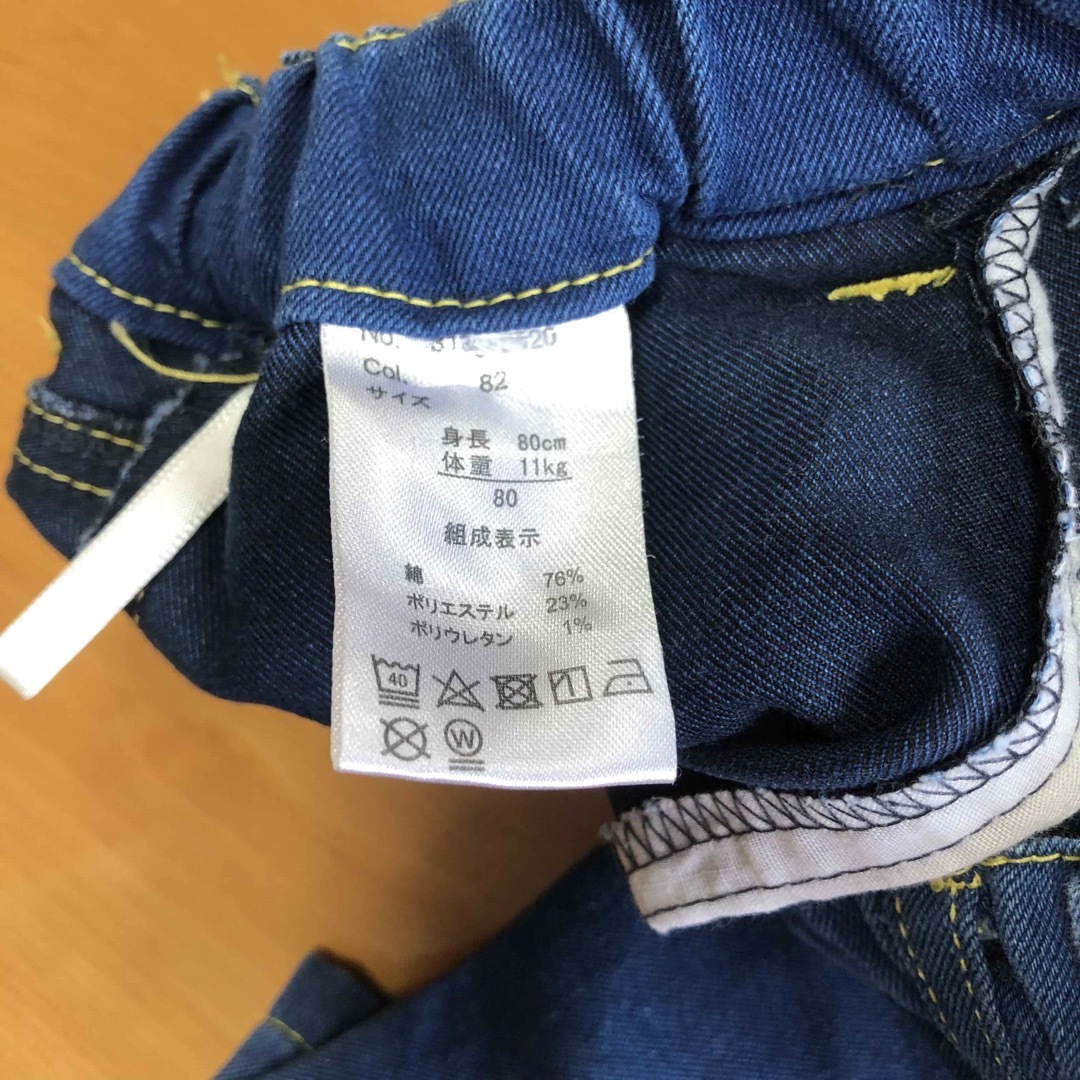 No.
Col. 82
サイズ
身長 80cm
体重 11kg
80
組成表示
綿 76%
ポリエステル 23%
ポリウレタン 1%
40
W